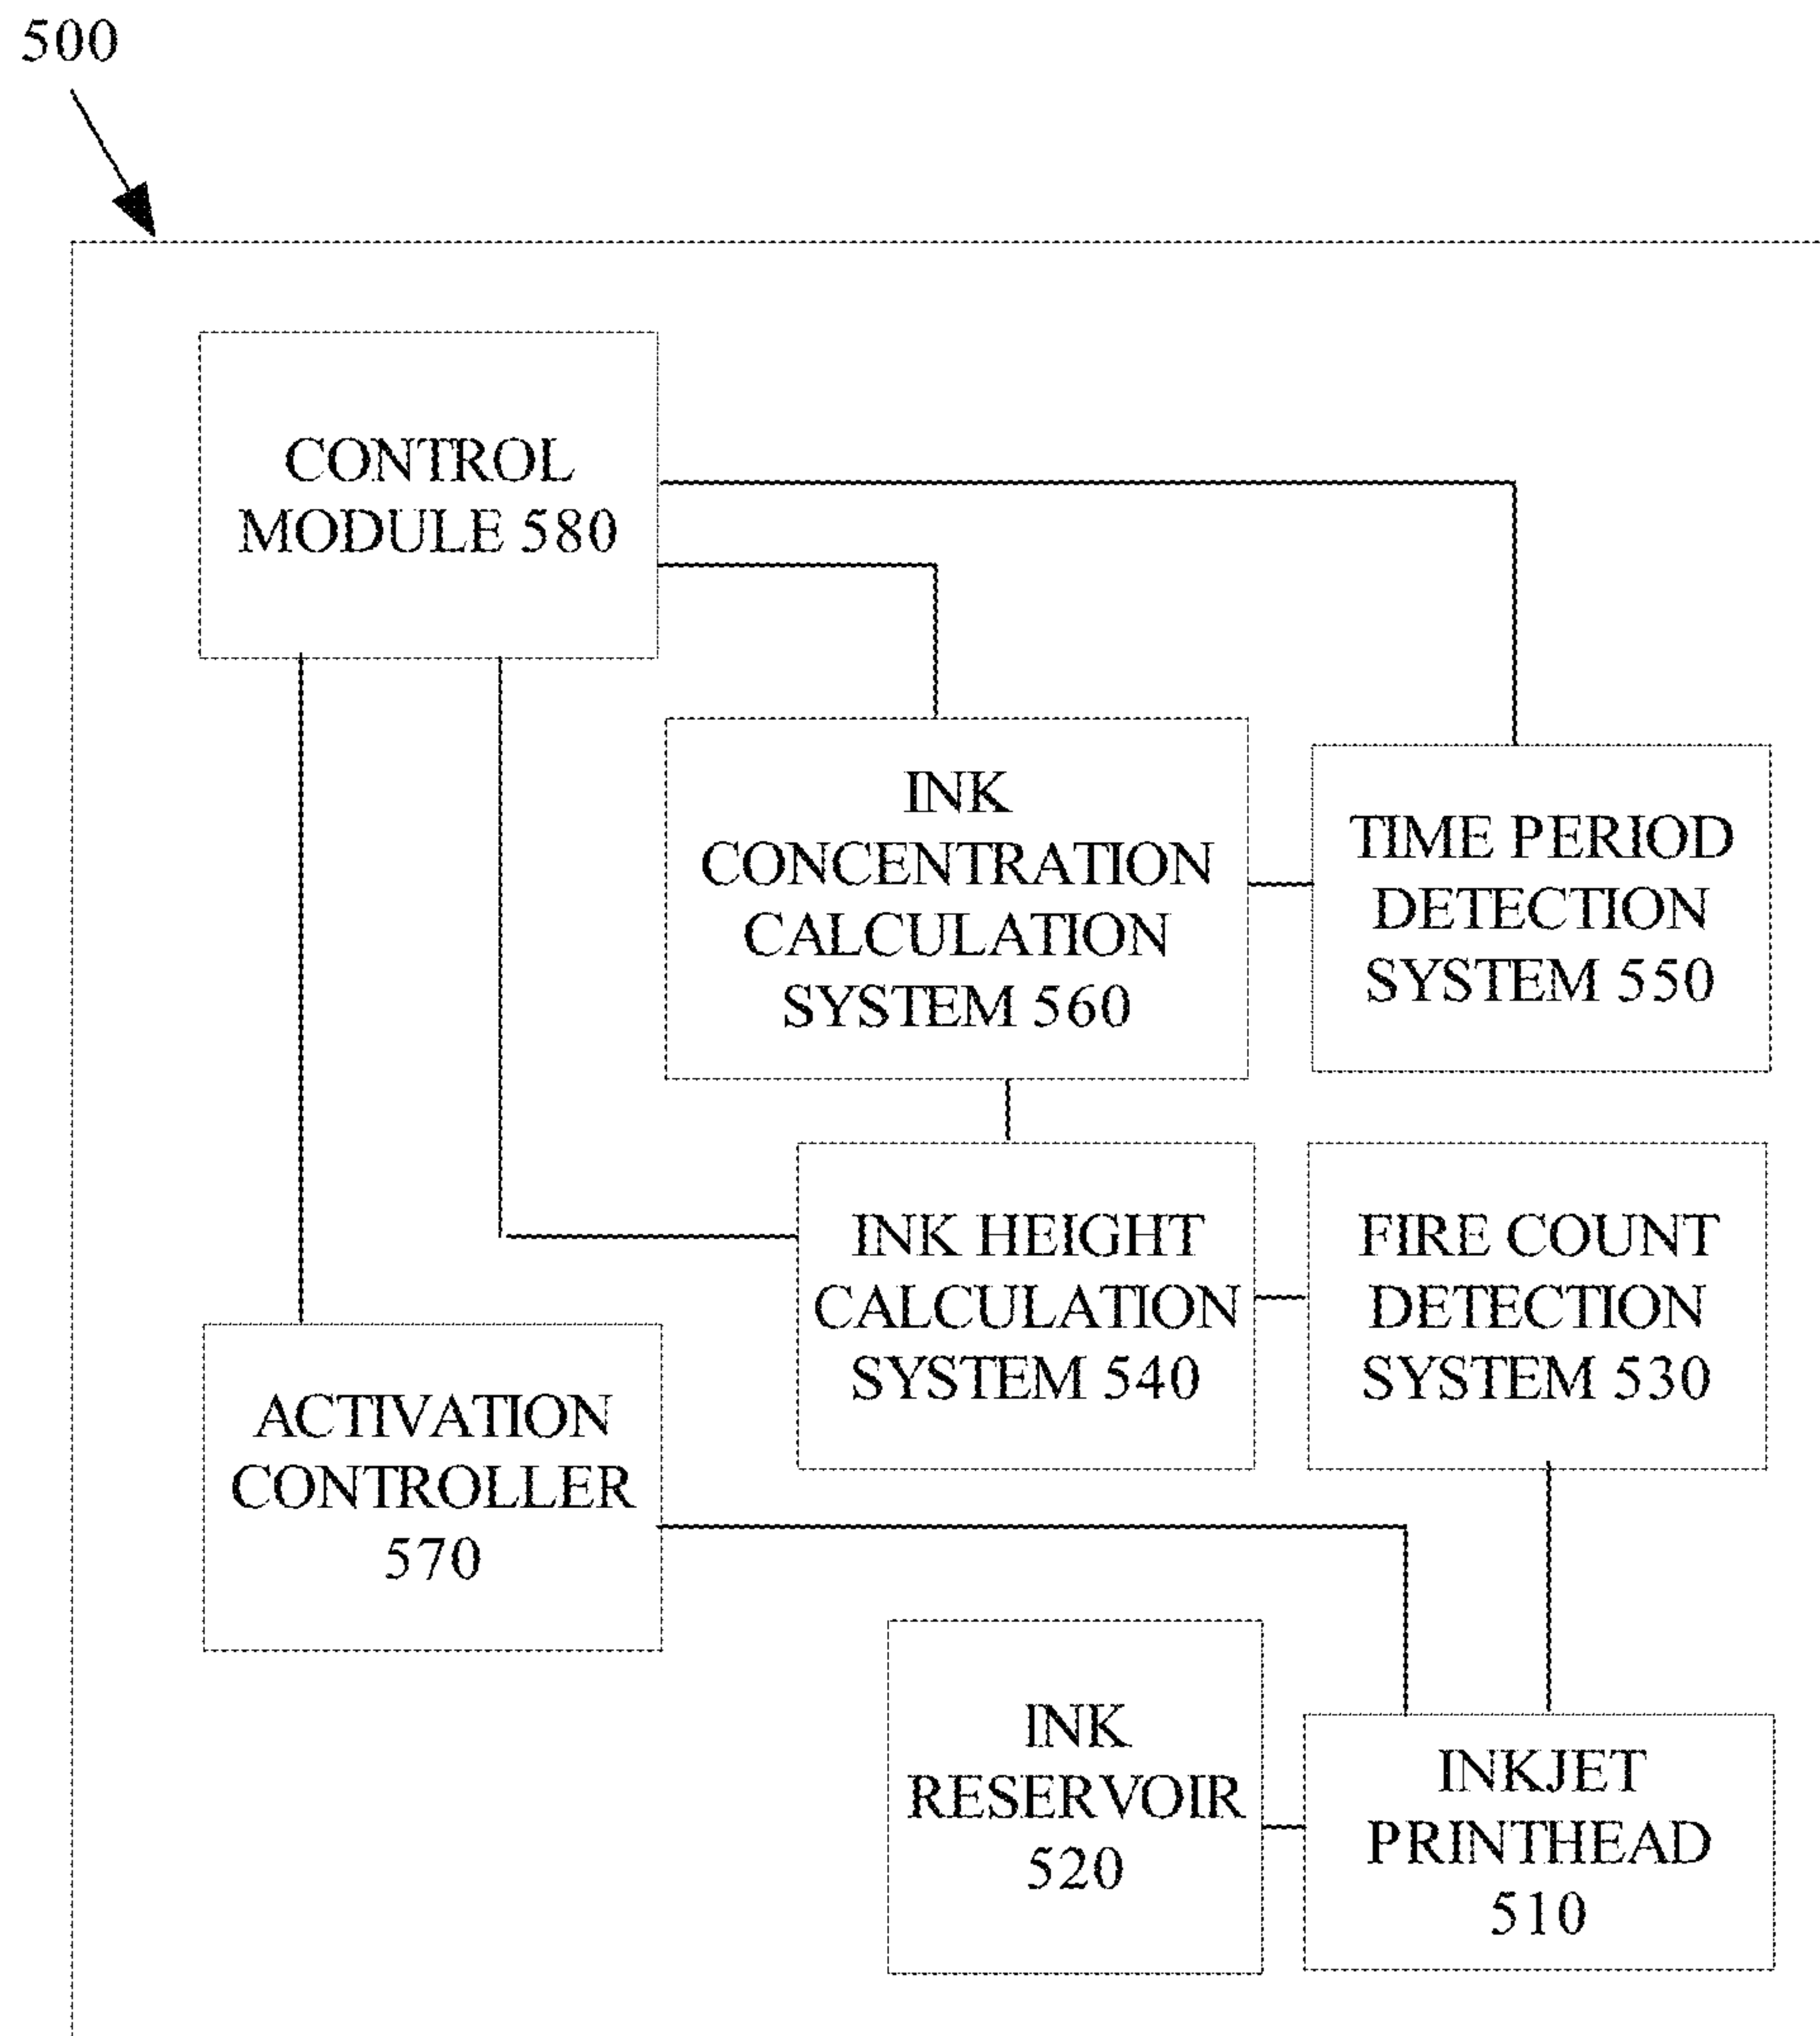 500
CONTROL
MODULE 580
INK
CONCENTRATION
CALCULATION
SYSTEM 560
TIME PERIOD
DETECTION
SYSTEM 550
INK HEIGHT
CALCULATION
SYSTEM 540
FIRE COUNT
DETECTION
SYSTEM 530
ACTIVATION
CONTROLLER
570
INK
RESERVOIR
520
INKJET
PRINTHEAD
510